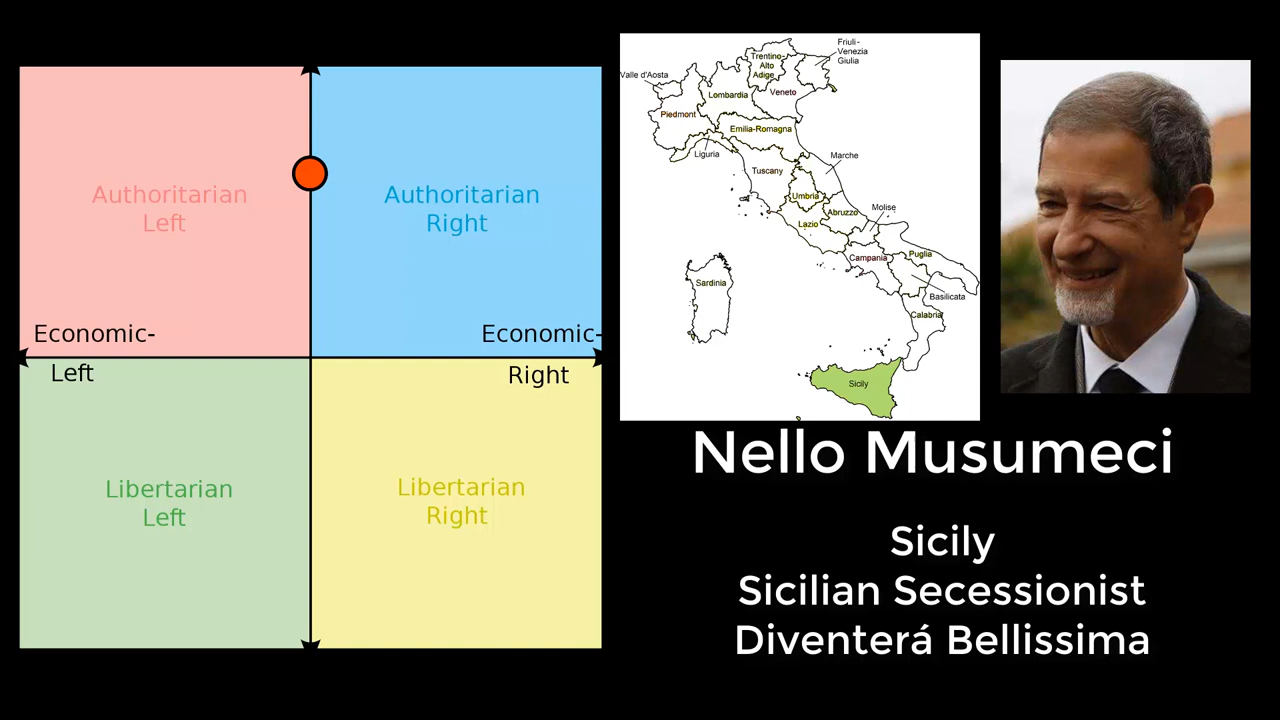 Authoritarian
Left
Authoritarian
Right
Economic-
Left
Economic-
Right
Libertarian
Left
Libertarian
Right
Friuli-
Venezia
Giulia
Trentino-
Alto
Adige
Valle d'Aosta
Lombardia
Veneto
Piedmont
Emilia-Romagna
Liguria
Marche
Tuscany
Umbria
Abruzzo
Molise
Lazio
Campania
Puglia
Sardinia
Basilicata
Calabria
Sicily
Nello Musumeci
Sicily
Sicilian Secessionist
Diventerá Bellissima